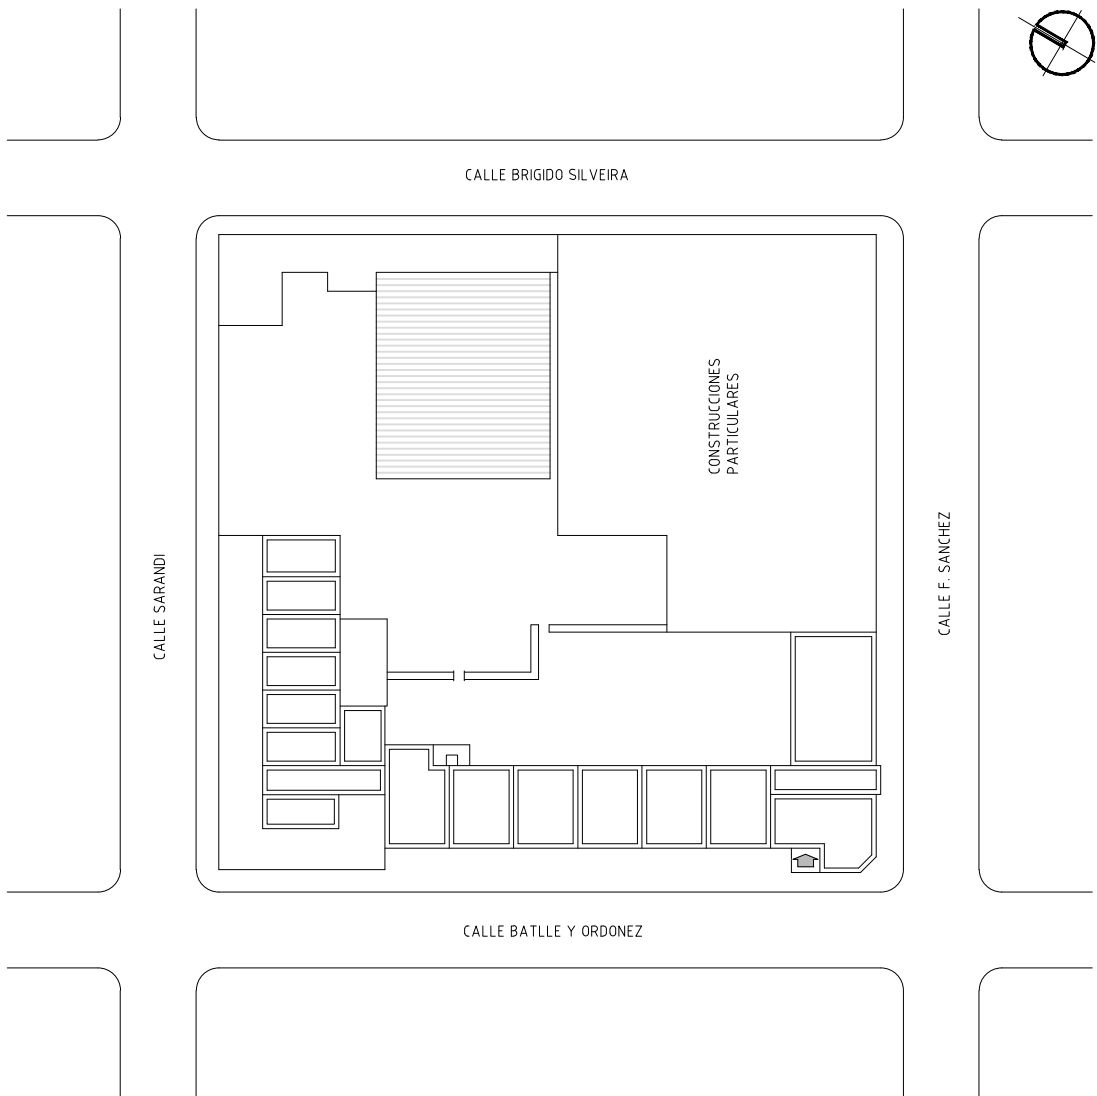 CALLE BRIGIDO SILVEIRA
CONSTRUCCIONES
PARTICULARES
CALLE SARANDI
CALLE F. SANCHEZ
CALLE BATLLE Y ORDONEZ